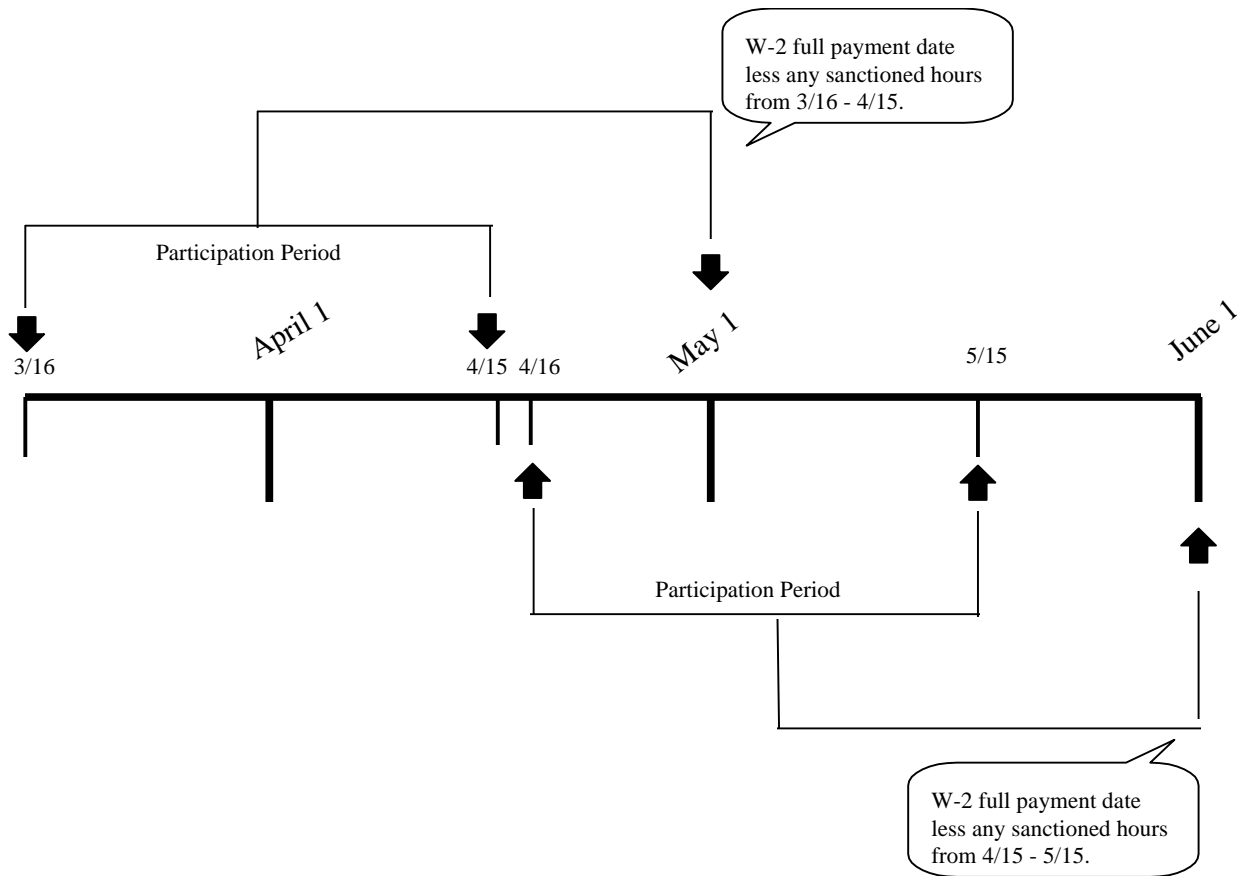 W-2 full payment date
less any sanctioned hours
from 3/16 - 4/15.
Participation Period
April 1
May 1
June 1
3/16
4/15
4/16
5/15
Participation Period
W-2 full payment date
less any sanctioned hours
from 4/15 - 5/15.